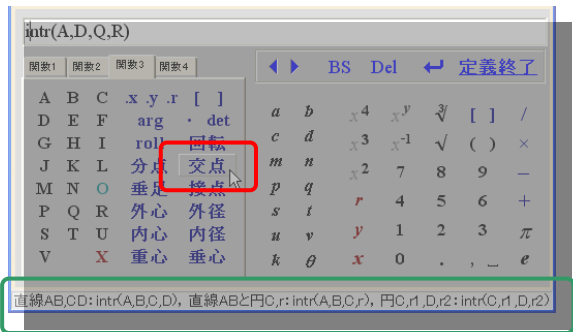 intr(A,D,Q,R)
関数1 関数2 関数3 関数4
BS Del ↵ 定義終了
A B C .x .y .r [ ]
D E F arg · det
G H I roll 回転
J K L 分点 交点
M N O 垂足 接点
P Q R 外心 外径
S T U 内心 内径
V X 重心 垂心
a b x⁴ xʸ ∛ [ ] /
c d x³ x⁻¹ √ ( ) ×
m n x² 7 8 9 −
p q r 4 5 6 +
s t
u v y 1 2 3 π
k θ x 0 . , _ e
直線AB,CD:intr(A,B,C,D), 直線ABと円C,r:intr(A,B,C,r), 円C,r1,D,r2:intr(C,r1,D,r2)